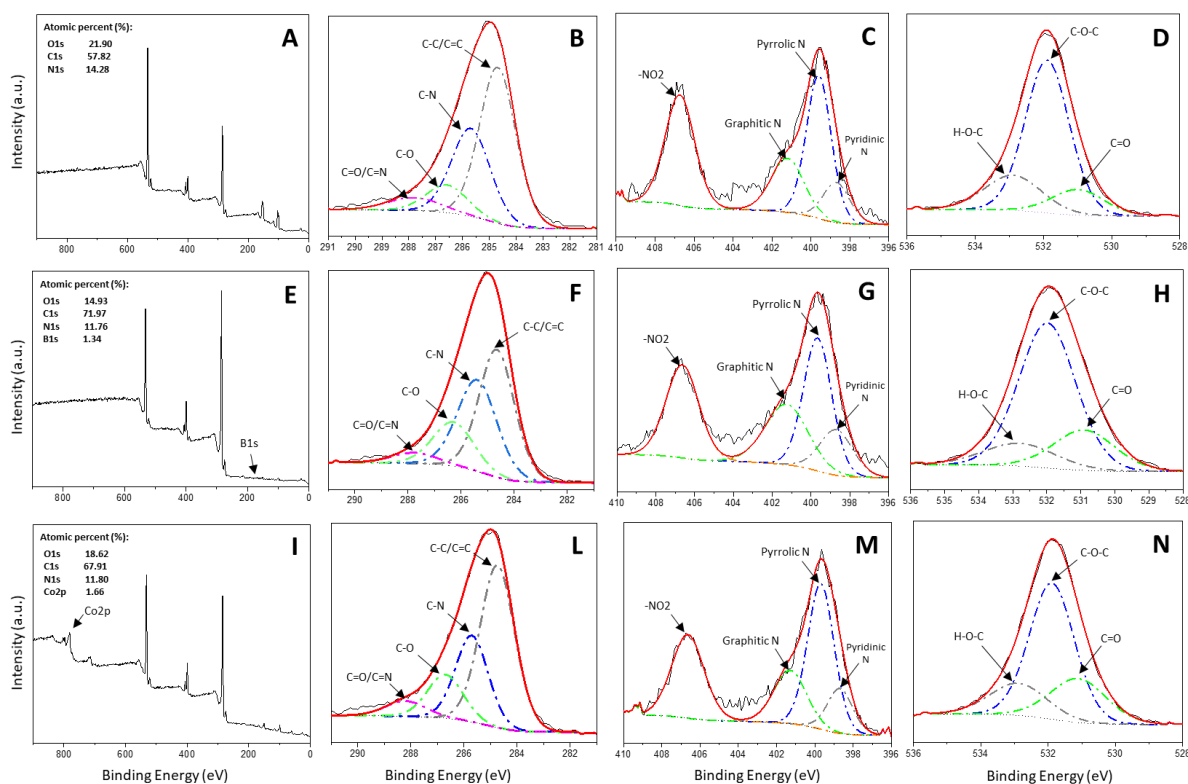 Atomic percent (%):
O1s 21.90
C1s 57.82
N1s 14.28
A
Intensity (a.u.)
800 600 400 200 0
B
C-C/C=C
C-N
C-O
C=O/C=N
291 290 289 288 287 286 285 284 283 282 281
C
Pyrrolic N
-NO2
Graphitic N
Pyridinic
N
410 408 406 404 402 400 398 396
D
C-O-C
H-O-C
C=O
536 534 532 531 530 528
Atomic percent (%):
O1s 14.93
C1s 71.97
N1s 11.76
B1s 1.34
E
B1s
Intensity (a.u.)
800 600 400 200 0
F
C-C/C=C
C-N
C-O
C=O/C=N
290 288 286 284 282
G
Pyrrolic N
-NO2
Graphitic N
Pyridinic
N
410 408 406 404 402 400 398 396
H
C-O-C
H-O-C
C=O
536 535 534 533 532 531 530 529 528
Atomic percent (%):
O1s 18.62
C1s 67.91
N1s 11.80
Co2p 1.66
I
Co2p
Intensity (a.u.)
800 600 400 200 0
Binding Energy (eV)
L
C-C/C=C
C-N
C-O
C=O/C=N
291 289 287 285 283 281
Binding Energy (eV)
M
Pyrrolic N
-NO2
Graphitic N
Pyridinic
N
410 408 406 404 402 400 398 396
Binding Energy (eV)
N
C-O-C
H-O-C
C=O
536 534 532 530 528
Binding Energy (eV)